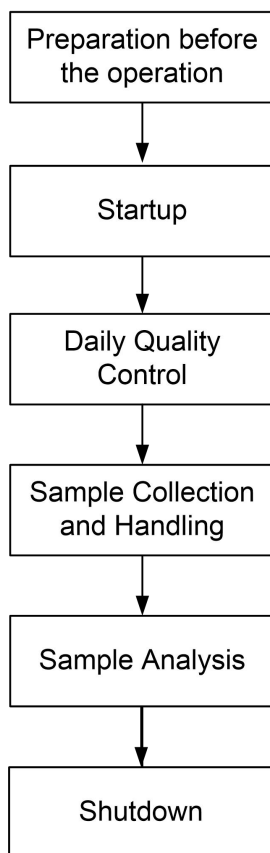 Preparation before
the operation
Startup
Daily Quality
Control
Sample Collection
and Handling
Sample Analysis
Shutdown